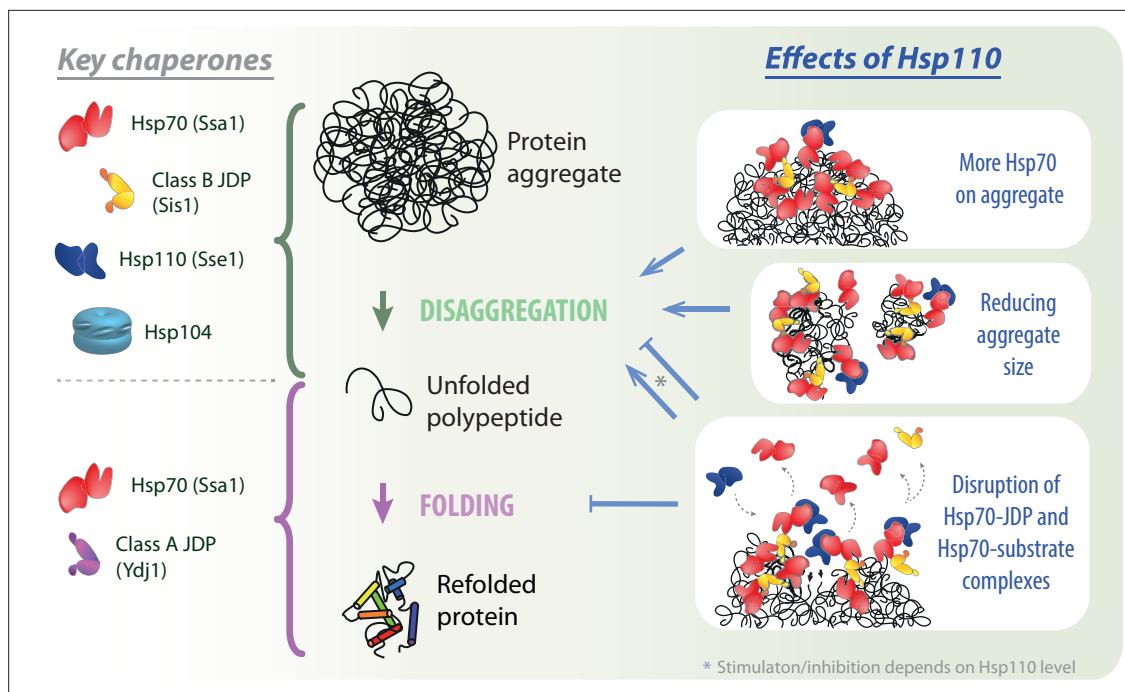 Key chaperones
Hsp70 (Ssa1)
Class B JDP
(Sis1)
Hsp110 (Sse1)
Hsp104
Hsp70 (Ssa1)
Class A JDP
(Ydj1)
Protein
aggregate
DISAGGREGATION
Unfolded
polypeptide
FOLDING
Refolded
protein
Effects of Hsp110
More Hsp70
on aggregate
Reducing
aggregate
size
*
Disruption of
Hsp70-JDP and
Hsp70-substrate
complexes
* Stimulaton/inhibition depends on Hsp110 level